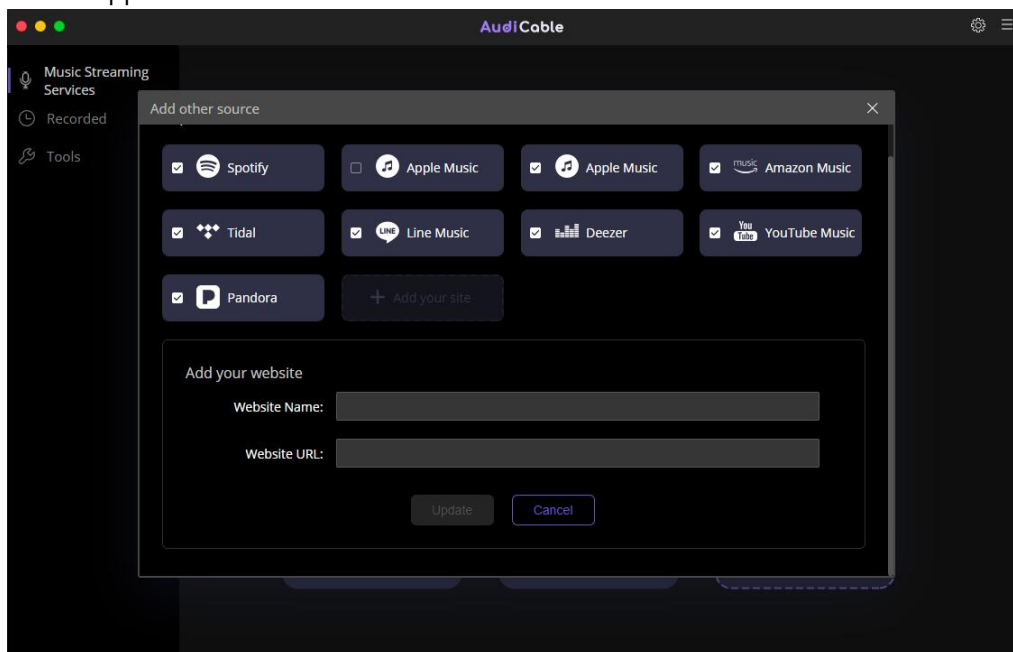 AudiCable
Music Streaming
Services
Recorded
Tools
Add other source
Spotify
Apple Music
Apple Music
music
Amazon Music
Tidal
LINE
Line Music
Deezer
You
Tube
YouTube Music
Pandora
+ Add your site
Add your website
Website Name:
Website URL:
Update
Cancel